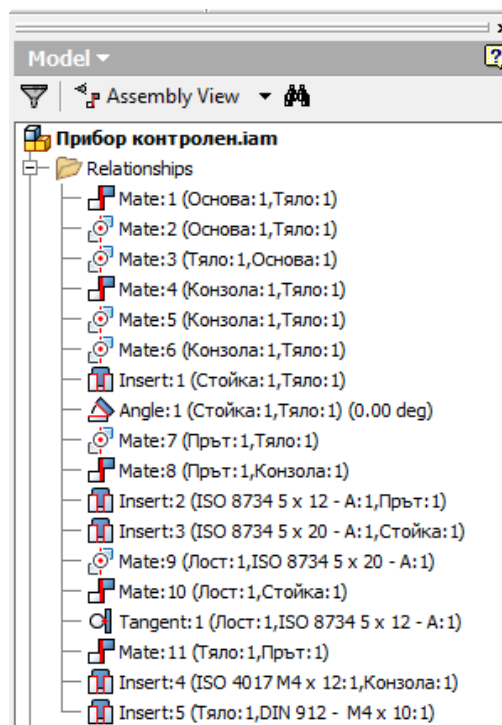 Model
?
Assembly View
Прибор контролен.iam
Relationships
Mate:1 (Основа:1,Тяло:1)
Mate:2 (Основа:1,Тяло:1)
Mate:3 (Тяло:1,Основа:1)
Mate:4 (Конзола:1,Тяло:1)
Mate:5 (Конзола:1,Тяло:1)
Mate:6 (Конзола:1,Тяло:1)
Insert:1 (Стойка:1,Тяло:1)
Angle:1 (Стойка:1,Тяло:1) (0.00 deg)
Mate:7 (Прът:1,Тяло:1)
Mate:8 (Прът:1,Конзола:1)
Insert:2 (ISO 8734 5 x 12 - A:1,Прът:1)
Insert:3 (ISO 8734 5 x 20 - A:1,Стойка:1)
Mate:9 (Лост:1,ISO 8734 5 x 20 - A:1)
Mate:10 (Лост:1,Стойка:1)
Tangent:1 (Лост:1,ISO 8734 5 x 12 - A:1)
Mate:11 (Тяло:1,Прът:1)
Insert:4 (ISO 4017 M4 x 12:1,Конзола:1)
Insert:5 (Тяло:1,DIN 912 - M4 x 10:1)